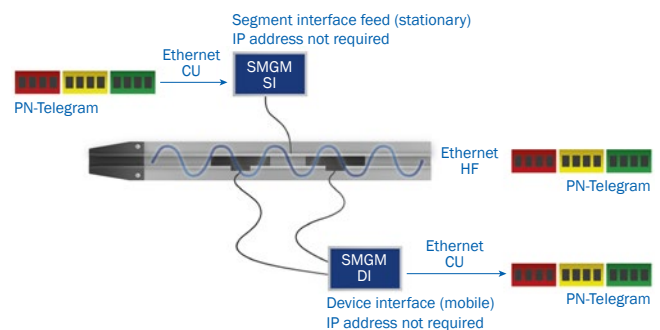 Segment interface feed (stationary)
IP address not required
Ethernet
CU
SMGM
SI
PN-Telegram
Ethernet
HF
PN-Telegram
SMGM
DI
Ethernet
CU
PN-Telegram
Device interface (mobile)
IP address not required